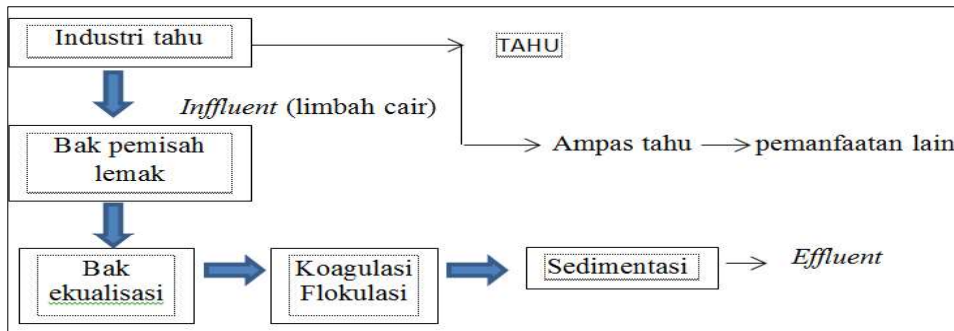 Industri tahu
TAHU
Inffluent (limbah cair)
Bak pemisah
lemak
Ampas tahu
pemanfaatan lain
Bak
ekualisasi
Koagulasi
Flokulasi
Sedimentasi
Effluent